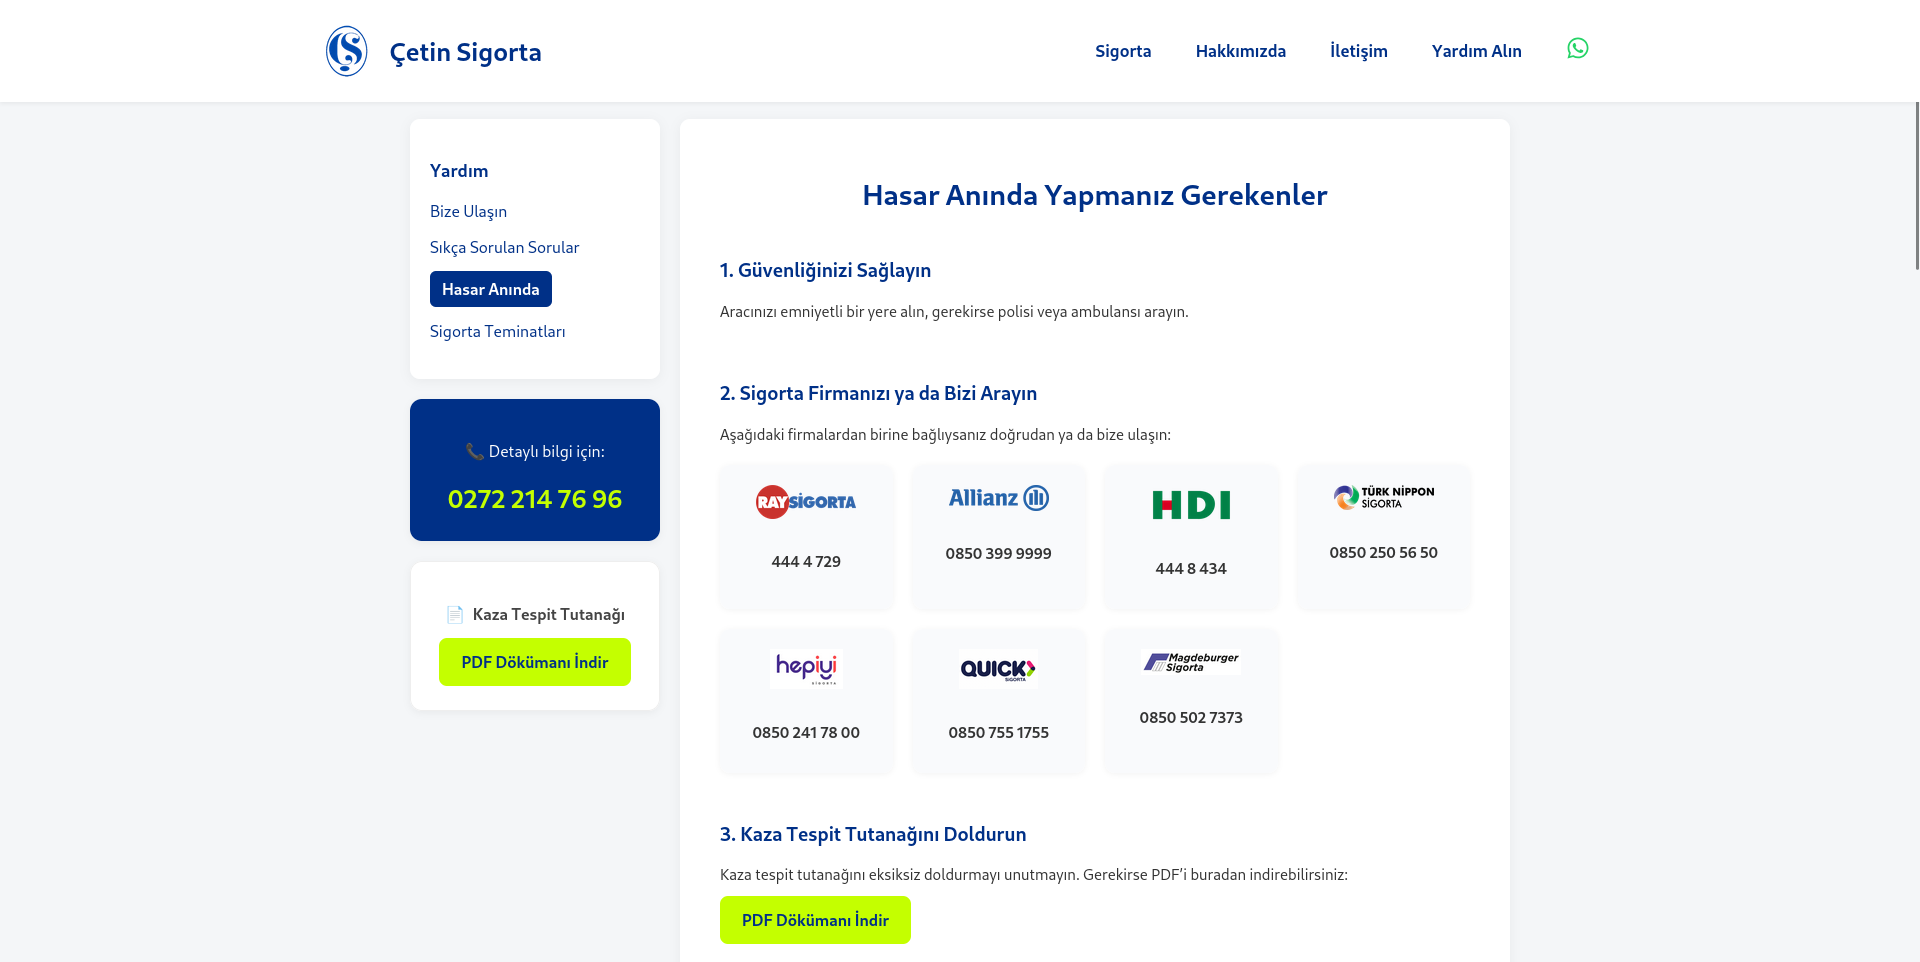 Çetin Sigorta
Sigorta
Hakkımızda
İletişim
Yardım Alın
Yardım
Bize Ulaşın
Sıkça Sorulan Sorular
Hasar Anında
Sigorta Teminatları
📞 Detaylı bilgi için:
0272 214 76 96
📄 Kaza Tespit Tutanağı
PDF Dökümanı İndir
Hasar Anında Yapmanız Gerekenler
1. Güvenliğinizi Sağlayın
Aracınızı emniyetli bir yere alın, gerekirse polisi veya ambulansı arayın.
2. Sigorta Firmanızı ya da Bizi Arayın
Aşağıdaki firmalardan birine bağlıysanız doğrudan ya da bize ulaşın:
RAY SİGORTA
444 4 729
Allianz
0850 399 9999
HDI
444 8 434
TÜRK NİPPON
SİGORTA
0850 250 56 50
hepiyi
SİGORTA
0850 241 78 00
QUICK
SİGORTA
0850 755 1755
Magdeburger
Sigorta
0850 502 7373
3. Kaza Tespit Tutanağını Doldurun
Kaza tespit tutanağını eksiksiz doldurmayı unutmayın. Gerekirse PDF’i buradan indirebilirsiniz:
PDF Dökümanı İndir